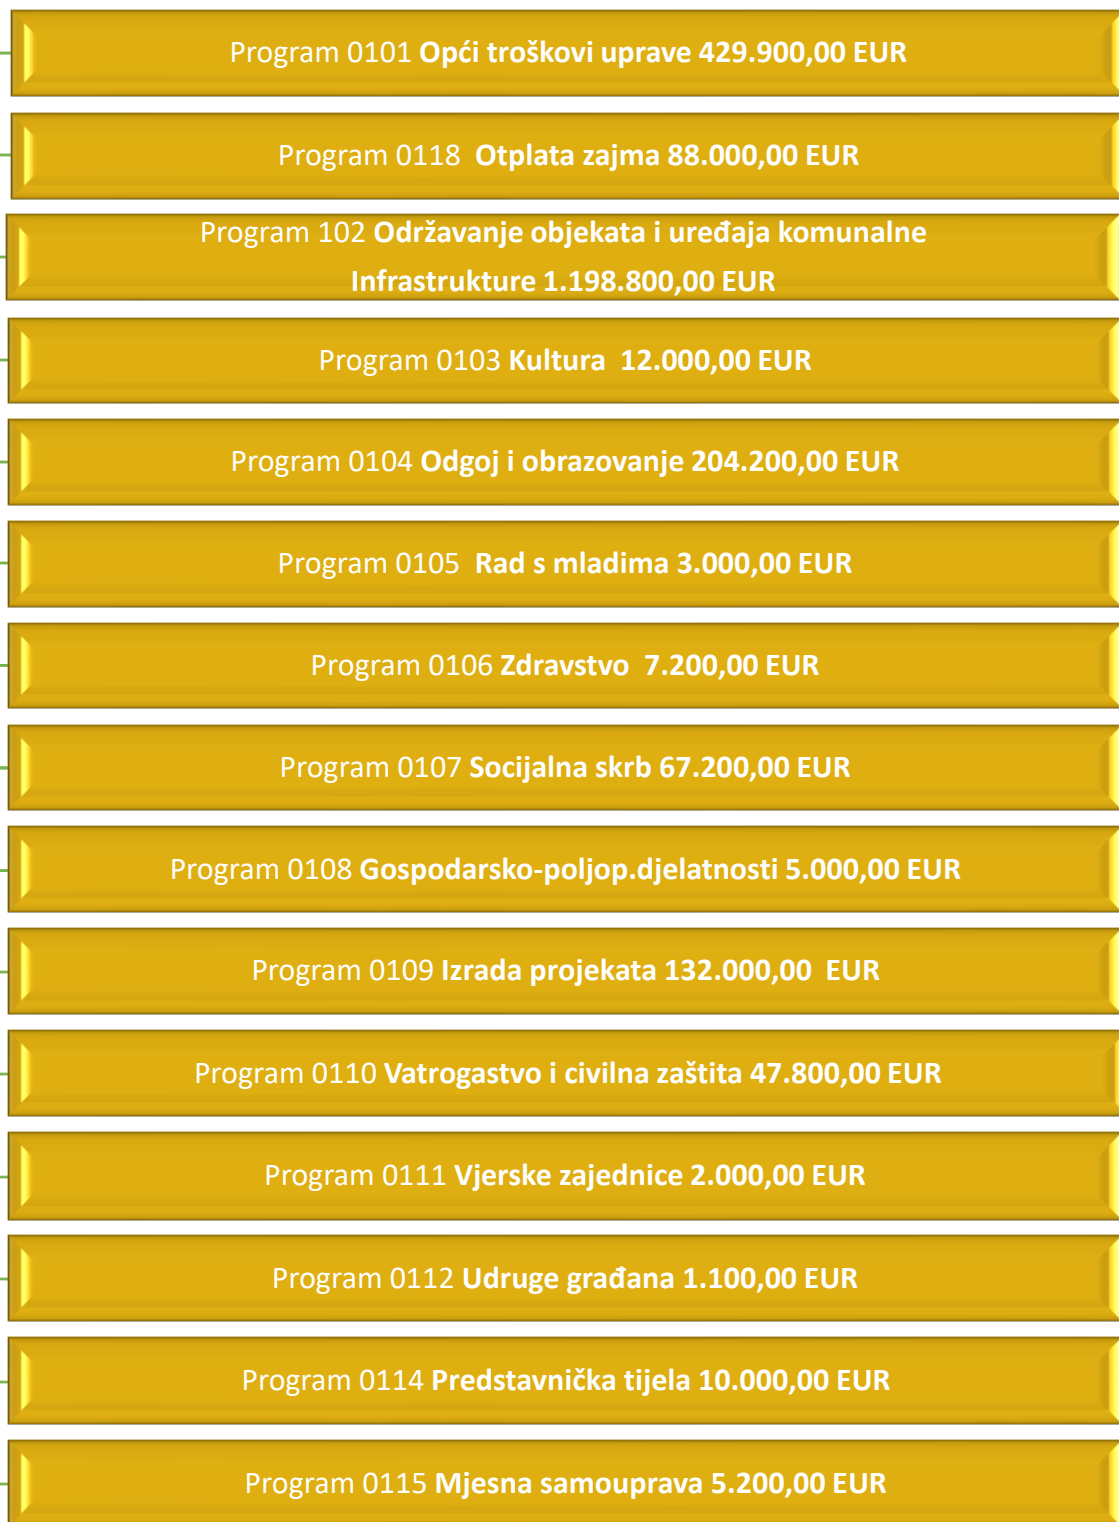 Program 0101 Opći troškovi uprave 429.900,00 EUR
Program 0118 Otplata zajma 88.000,00 EUR
Program 102 Održavanje objekata i uređaja komunalne
Infrastrukture 1.198.800,00 EUR
Program 0103 Kultura 12.000,00 EUR
Program 0104 Odgoj i obrazovanje 204.200,00 EUR
Program 0105 Rad s mladima 3.000,00 EUR
Program 0106 Zdravstvo 7.200,00 EUR
Program 0107 Socijalna skrb 67.200,00 EUR
Program 0108 Gospodarsko-poljop.djelatnosti 5.000,00 EUR
Program 0109 Izrada projekata 132.000,00 EUR
Program 0110 Vatrogastvo i civilna zaštita 47.800,00 EUR
Program 0111 Vjerske zajednice 2.000,00 EUR
Program 0112 Udruge građana 1.100,00 EUR
Program 0114 Predstavnička tijela 10.000,00 EUR
Program 0115 Mjesna samouprava 5.200,00 EUR